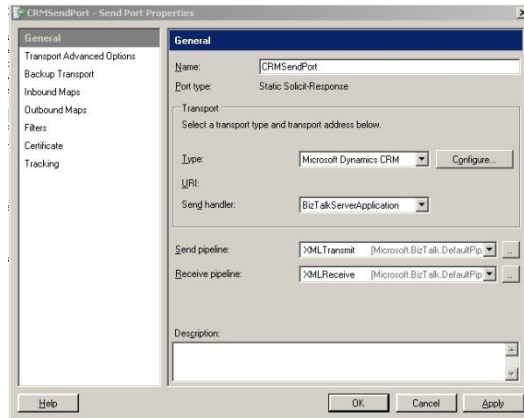 CRMSendPort - Send Port Properties
General
Transport Advanced Options
Backup Transport
Inbound Maps
Outbound Maps
Filters
Certificate
Tracking
General
Name: CRMSendPort
Port type: Static Solicit-Response
Transport
Select a transport type and transport address below.
Type: Microsoft Dynamics CRM Configure...
URI:
Send handler: BizTalkServerApplication
Send pipeline: XMLTransmit [Microsoft.BizTalk.DefaultPip ...
Receive pipeline: XMLReceive [Microsoft.BizTalk.DefaultPip ...
Description:
Help OK Cancel Apply